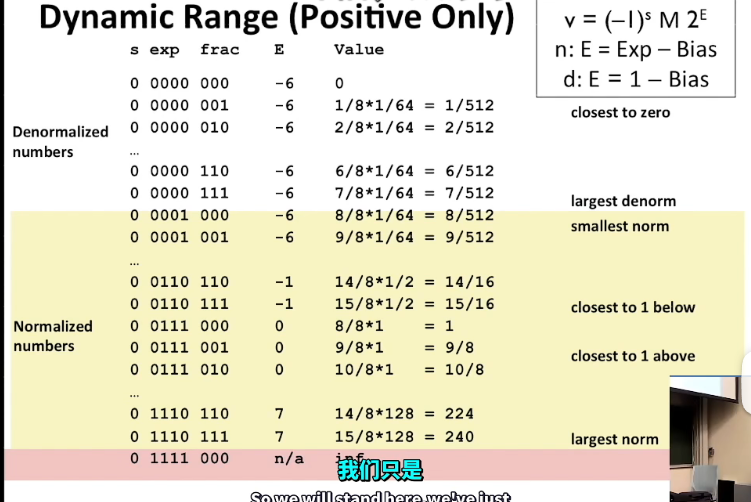 Dynamic Range (Positive Only)
v = (−1)ˢ M 2ᴱ
n: E = Exp − Bias
d: E = 1 − Bias
s exp frac E Value
0 0000 000 -6 0
0 0000 001 -6 1/8*1/64 = 1/512 closest to zero
0 0000 010 -6 2/8*1/64 = 2/512
Denormalized
numbers
...
0 0000 110 -6 6/8*1/64 = 6/512
0 0000 111 -6 7/8*1/64 = 7/512 largest denorm
0 0001 000 -6 8/8*1/64 = 8/512 smallest norm
0 0001 001 -6 9/8*1/64 = 9/512
...
0 0110 110 -1 14/8*1/2 = 14/16
0 0110 111 -1 15/8*1/2 = 15/16 closest to 1 below
Normalized
numbers
0 0111 000 0 8/8*1 = 1
0 0111 001 0 9/8*1 = 9/8 closest to 1 above
0 0111 010 0 10/8*1 = 10/8
...
0 1110 110 7 14/8*128 = 224
0 1110 111 7 15/8*128 = 240 largest norm
0 1111 000 n/a inf
我们只是
So we will stand here, we've just